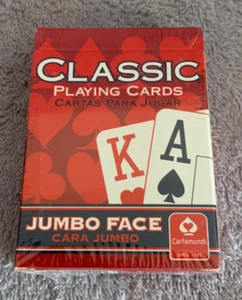 CLASSIC
PLAYING CARDS
CARTAS PARA JUGAR
K A
JUMBO FACE
CARA JUMBO
Cartamundi